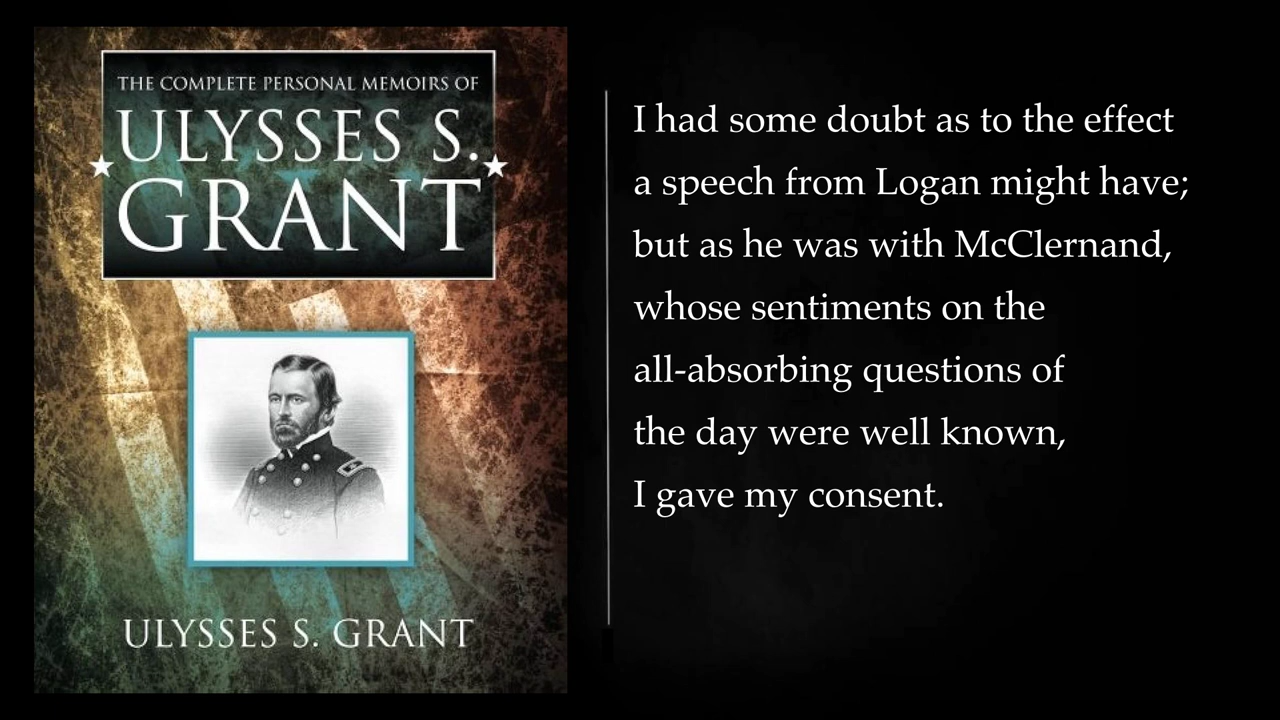 THE COMPLETE PERSONAL MEMOIRS OF
ULYSSES S.
GRANT
ULYSSES S. GRANT
I had some doubt as to the effect
a speech from Logan might have;
but as he was with McClernand,
whose sentiments on the
all-absorbing questions of
the day were well known,
I gave my consent.